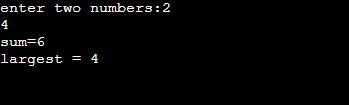 enter two numbers:2
4
sum=6
largest = 4